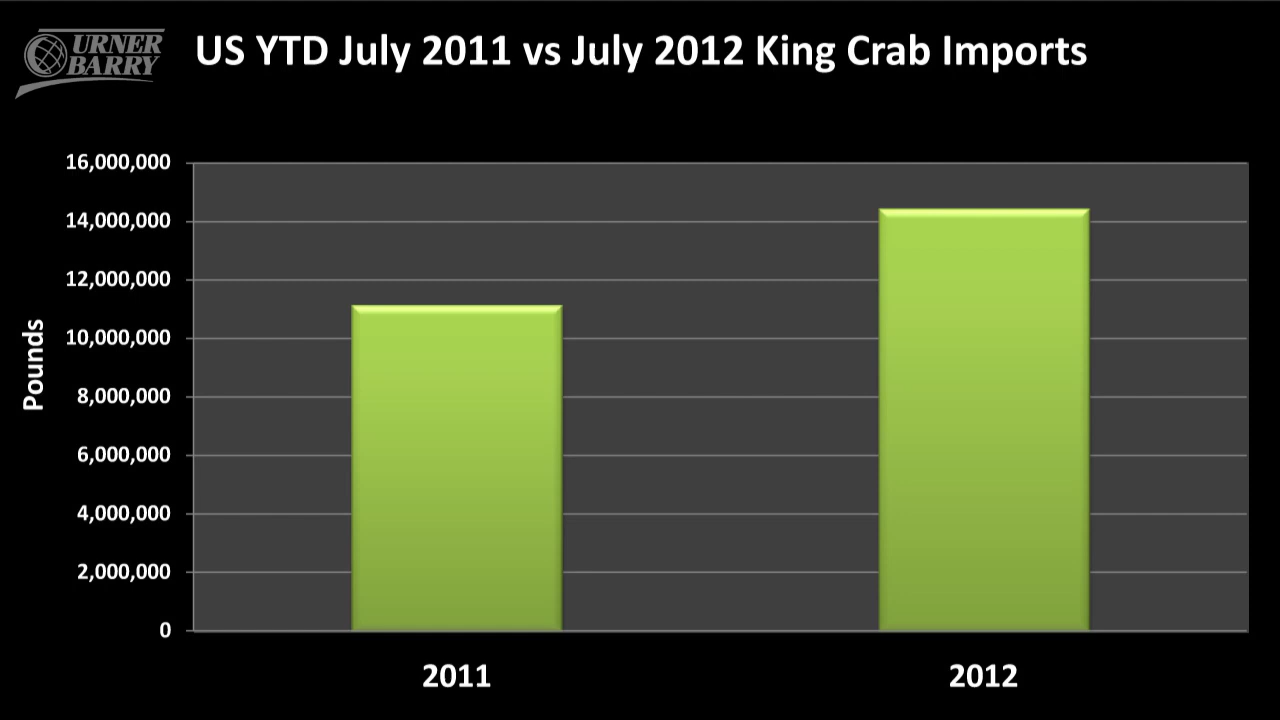 URNER
BARRY
US YTD July 2011 vs July 2012 King Crab Imports
16,000,000
14,000,000
12,000,000
10,000,000
8,000,000
6,000,000
4,000,000
2,000,000
0
Pounds
2011
2012